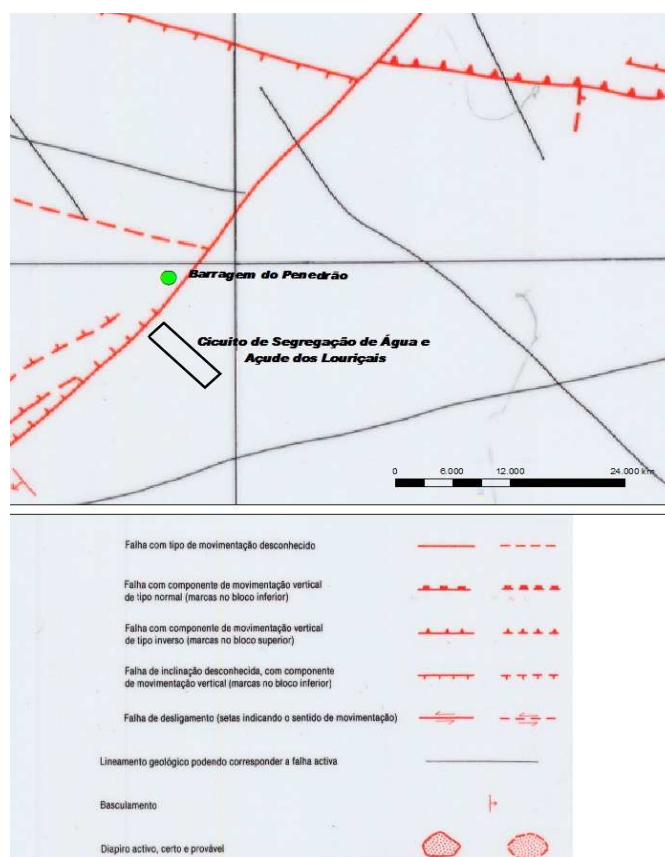 Barragem do Penedrão
Cicuito de Segregação de Água e
Açude dos Louriçais
0 6.000 12.000 24.000 km
Falha com tipo de movimentação desconhecido
Falha com componente de movimentação vertical
de tipo normal (marcas no bloco inferior)
Falha com componente de movimentação vertical
de tipo inverso (marcas no bloco superior)
Falha de inclinação desconhecida, com componente
de movimentação vertical (marcas no bloco inferior)
Falha de desligamento (setas indicando o sentido de movimentação)
Lineamento geológico podendo corresponder a falha activa
Basculamento
Diapiro activo, certo e provável